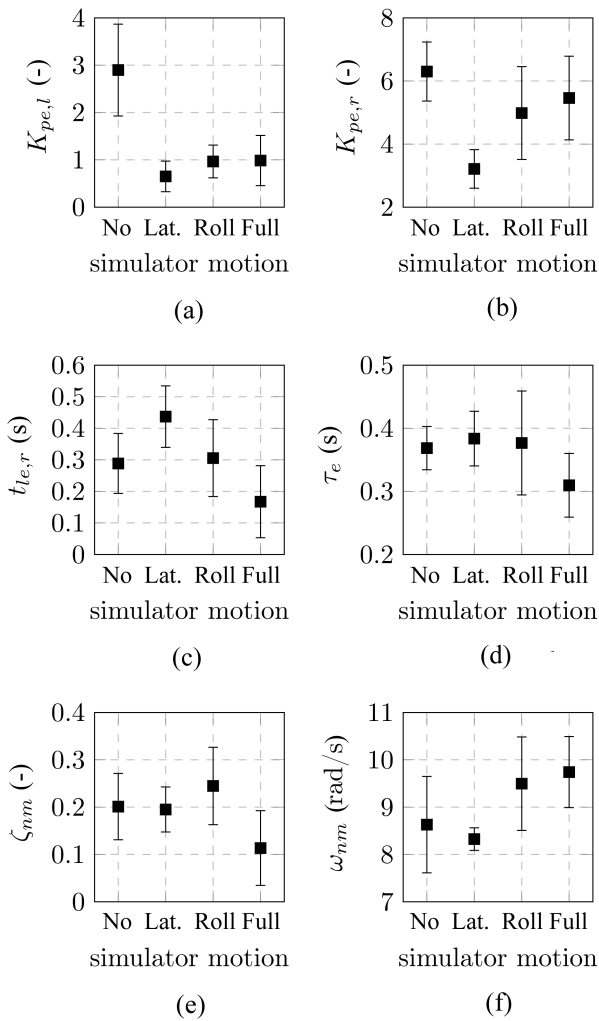 4
3
2
1
0
K_{pe,l} (-)
No Lat. Roll Full
simulator motion
(a)
8
6
4
2
K_{pe,r} (-)
No Lat. Roll Full
simulator motion
(b)
0.6
0.5
0.4
0.3
0.2
0.1
0
t_{le,r} (s)
No Lat. Roll Full
simulator motion
(c)
0.5
0.4
0.3
0.2
τ_e (s)
No Lat. Roll Full
simulator motion
(d)
0.4
0.3
0.2
0.1
0
ζ_{nm} (-)
No Lat. Roll Full
simulator motion
(e)
11
10
9
8
7
ω_{nm} (rad/s)
No Lat. Roll Full
simulator motion
(f)